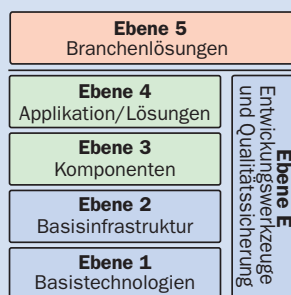 Ebene 5
Branchenlösungen
Ebene 4
Applikation/Lösungen
Ebene 3
Komponenten
Ebene 2
Basisinfrastruktur
Ebene 1
Basistechnologien
Ebene E
Entwickungswerkzeuge
und Qualitätssicherung